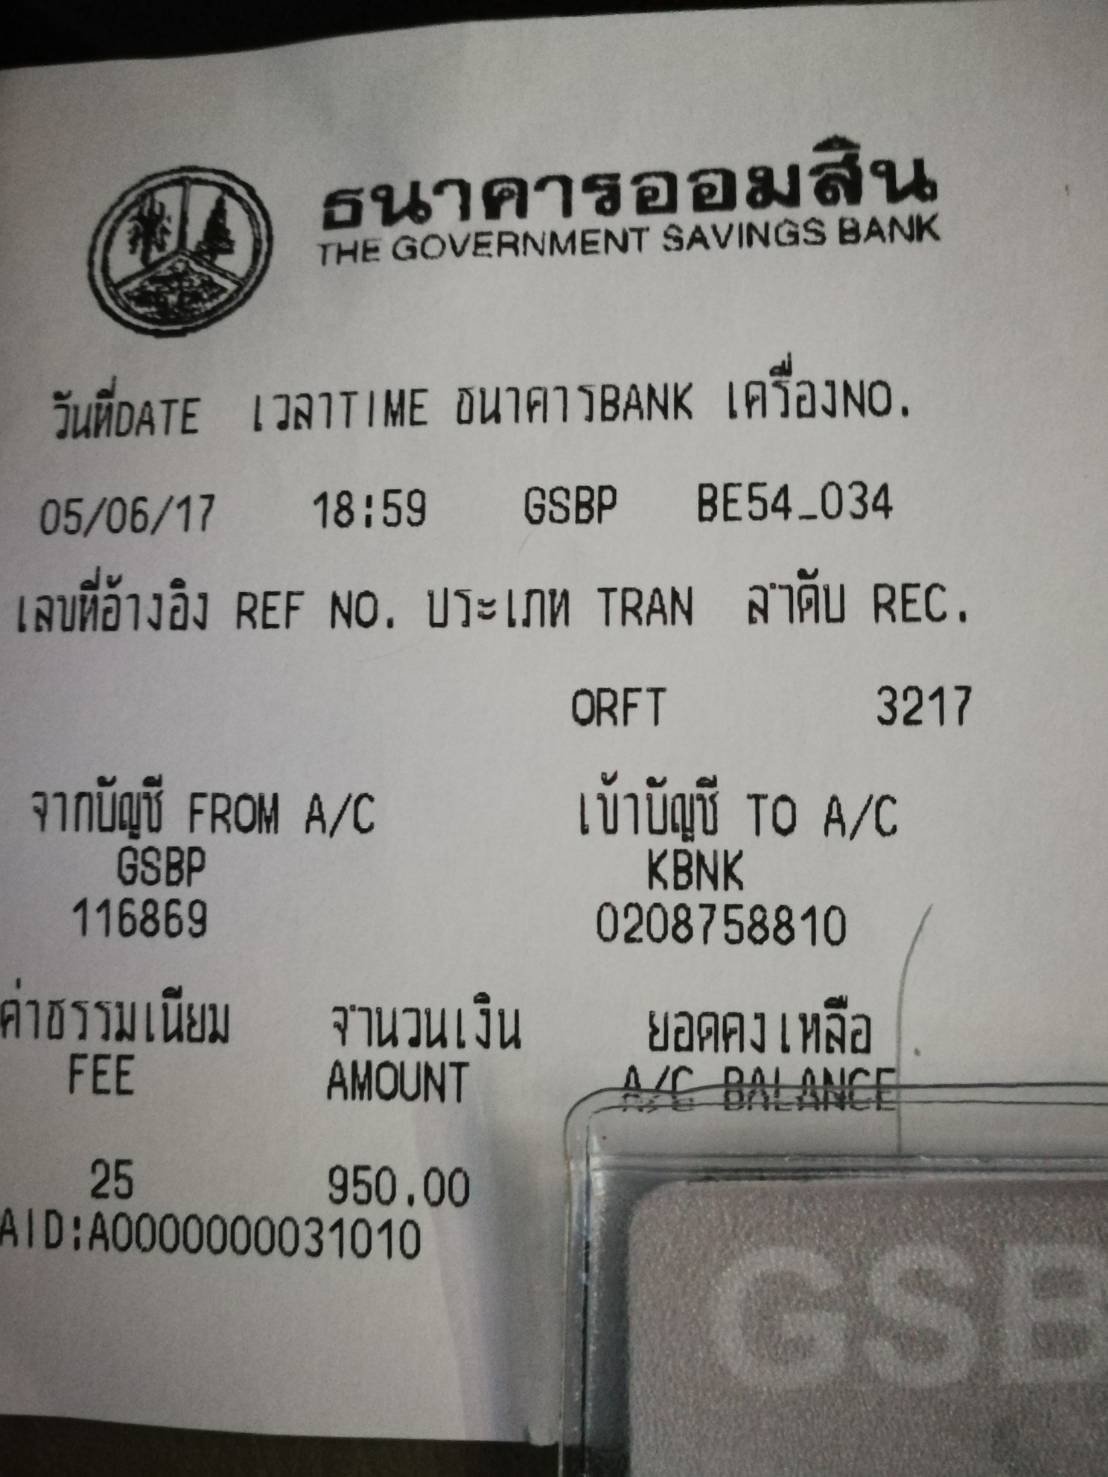 ธนาคารออมสิน
THE GOVERNMENT SAVINGS BANK
วันที่DATE เวลาTIME ธนาคารBANK เครื่องNO.
05/06/17 18:59 GSBP BE54_034
เลขที่อ้างอิง REF NO. ประเภท TRAN ลำดับ REC.
ORFT 3217
จากบัญชี FROM A/C เข้าบัญชี TO A/C
GSBP KBNK
116869 0208758810
ค่าธรรมเนียม จำนวนเงิน ยอดคงเหลือ
FEE AMOUNT A/C BALANCE
25 950.00
AID:A0000000031010
GSB